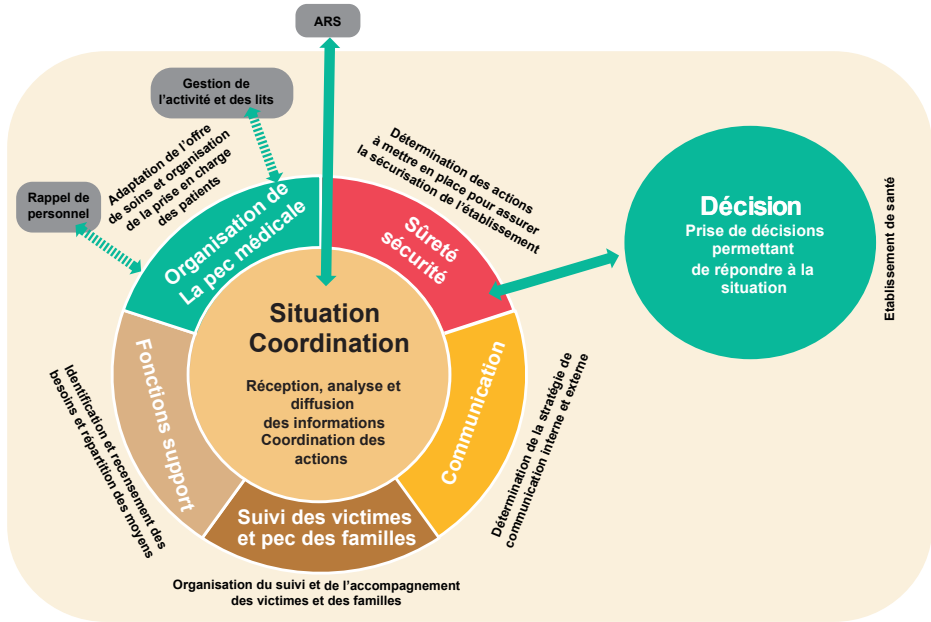 ARS
Gestion de
l'activité et des lits
Rappel de
personnel
Adaptation de l'offre
de soins et organisation
de la prise en charge
des patients
Détermination des actions
à mettre en place pour assurer
la sécurisation de l'établissement
Organisation de
La pec médicale
Sûreté
sécurité
Décision
Prise de décisions
permettant
de répondre à la
situation
Etablissement de santé
Situation
Coordination
Réception, analyse et
diffusion
des informations
Coordination des
actions
Fonctions support
Identification et recensement des
besoins et répartition des moyens
Communication
Détermination de la stratégie de
communication interne et externe
Suivi des victimes
et pec des familles
Organisation du suivi et de l'accompagnement
des victimes et des familles